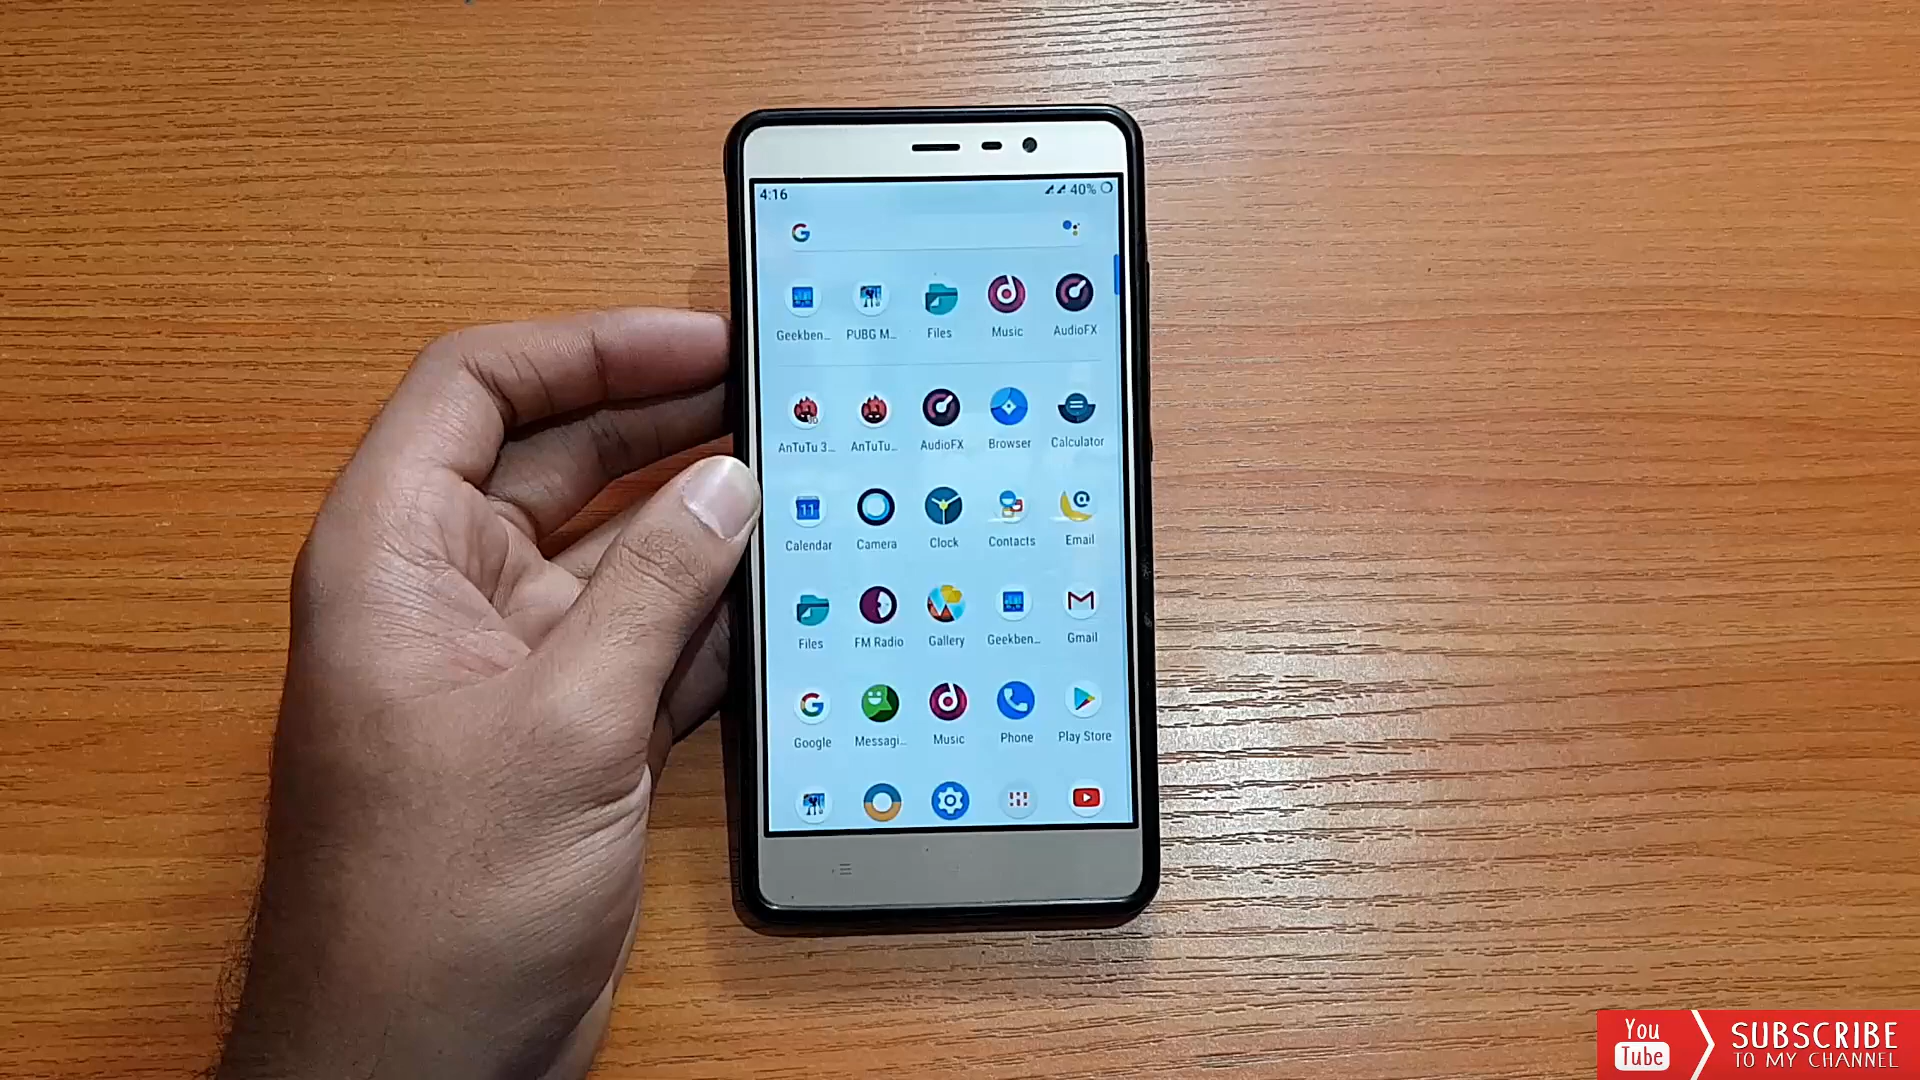 4:16 40%
Geekben... PUBG M... Files Music AudioFX
AnTuTu 3... AnTuTu... AudioFX Browser Calculator
11
Calendar Camera Clock Contacts Email
Files FM Radio Gallery Geekben... Gmail
Google Messagi... Music Phone Play Store
You
Tube
SUBSCRIBE
TO MY CHANNEL